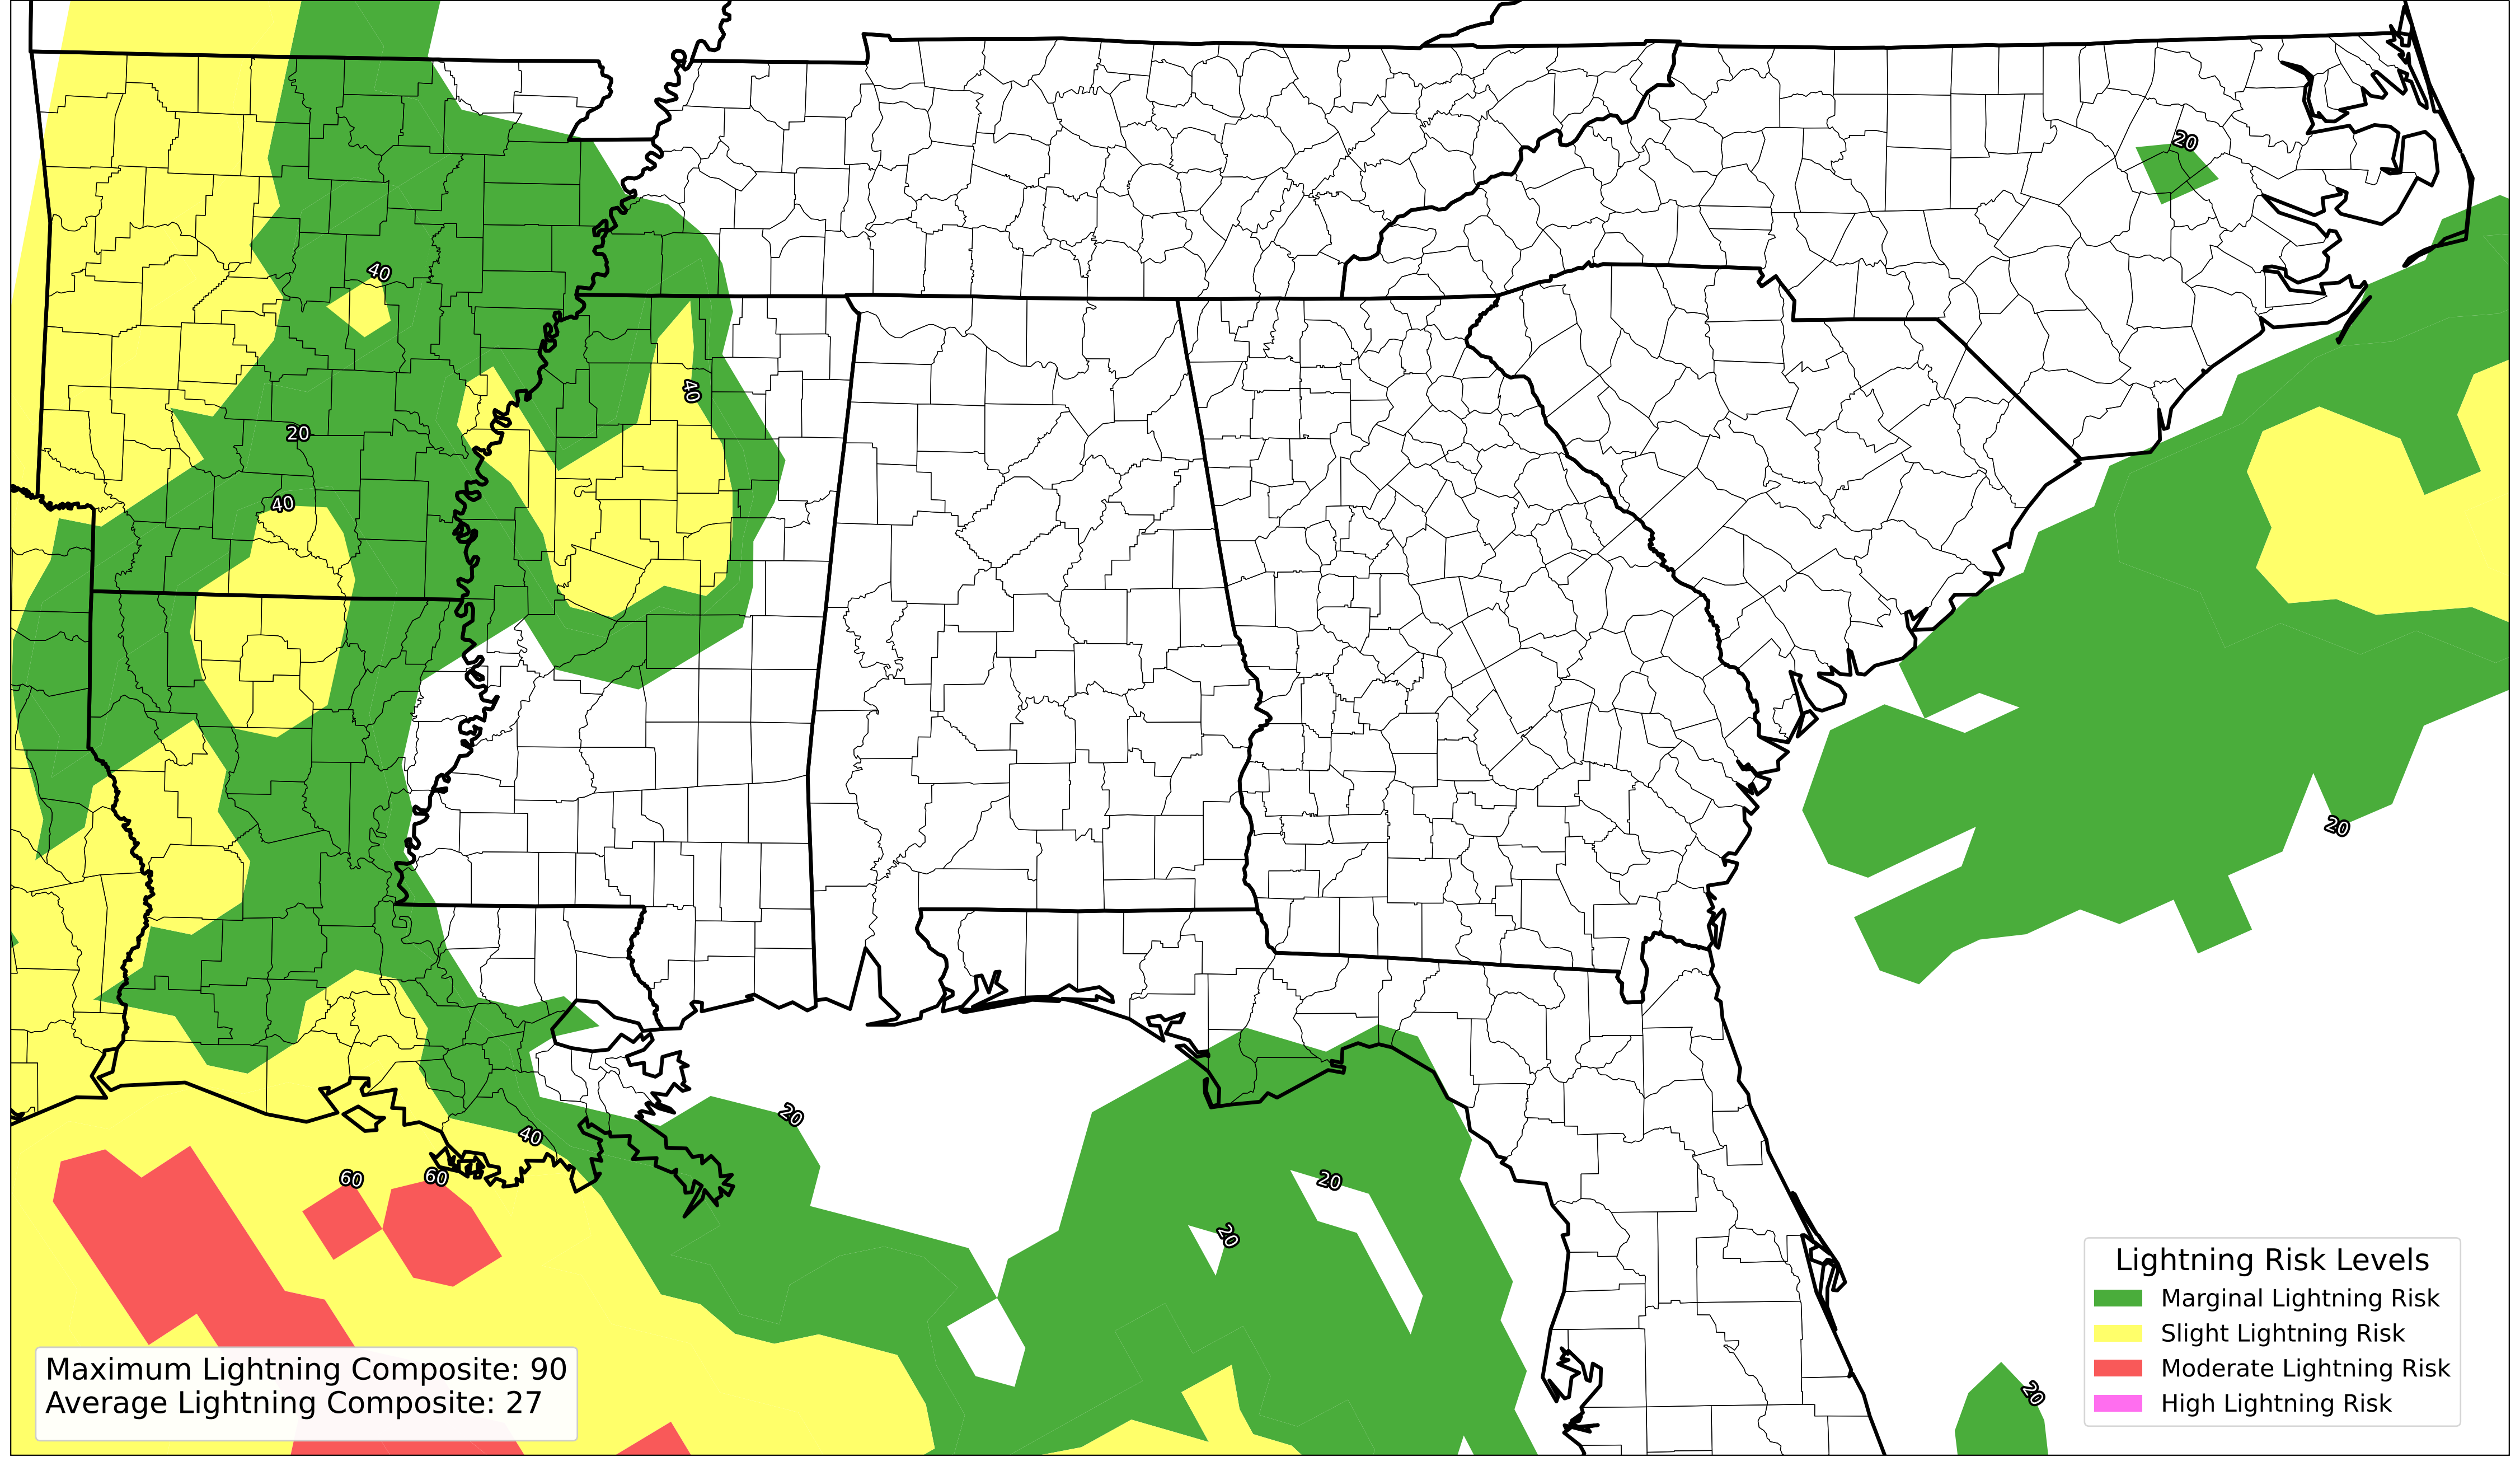 20
40
40
20
40
20
60
60
40
20
20
20
20
Lightning Risk Levels
Marginal Lightning Risk
Slight Lightning Risk
Moderate Lightning Risk
High Lightning Risk
Maximum Lightning Composite: 90
Average Lightning Composite: 27